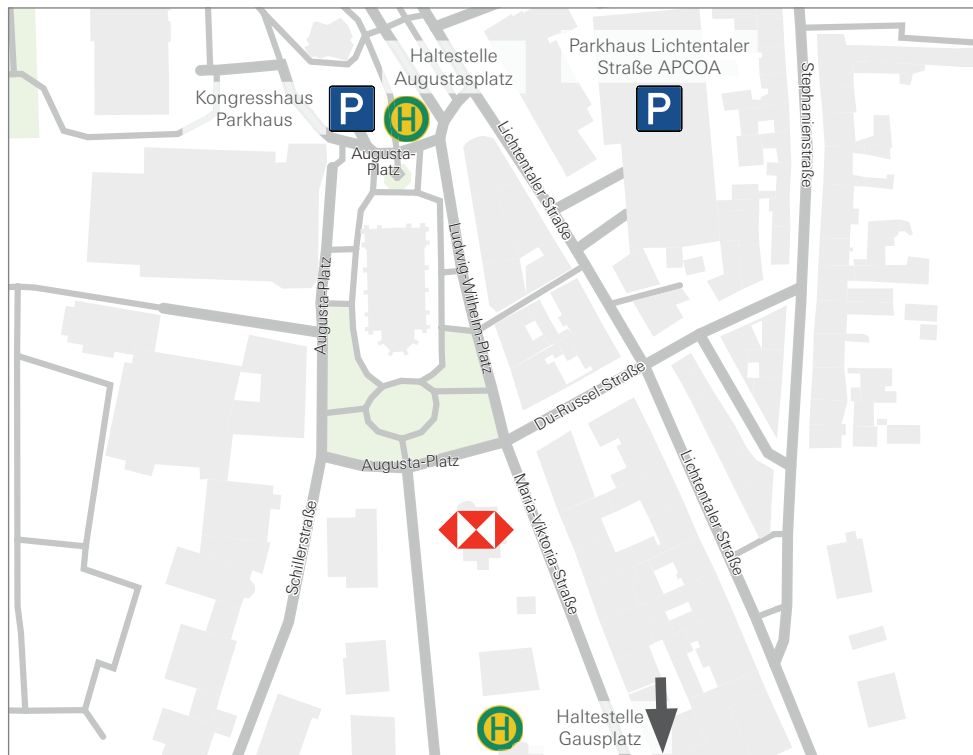 Haltestelle
Augustasplatz
Parkhaus Lichtentaler
Straße APCOA
Kongresshaus
Parkhaus
P
H
P
Augusta-
Platz
Lichtentaler Straße
Stephanienstraße
Ludwig-Wilhelm-Platz
Augusta-Platz
Du-Russel-Straße
Augusta-Platz
Schillerstraße
Maria-Viktoria-Straße
Lichtentaler Straße
H
Haltestelle
Gausplatz